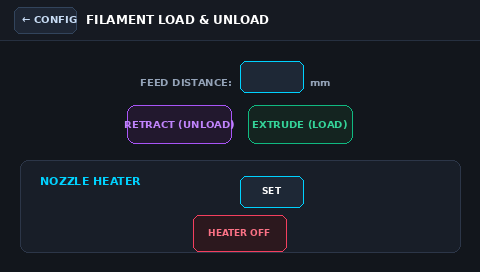 ← CONFIG FILAMENT LOAD & UNLOAD
FEED DISTANCE: mm
RETRACT (UNLOAD) EXTRUDE (LOAD)
NOZZLE HEATER
SET
HEATER OFF